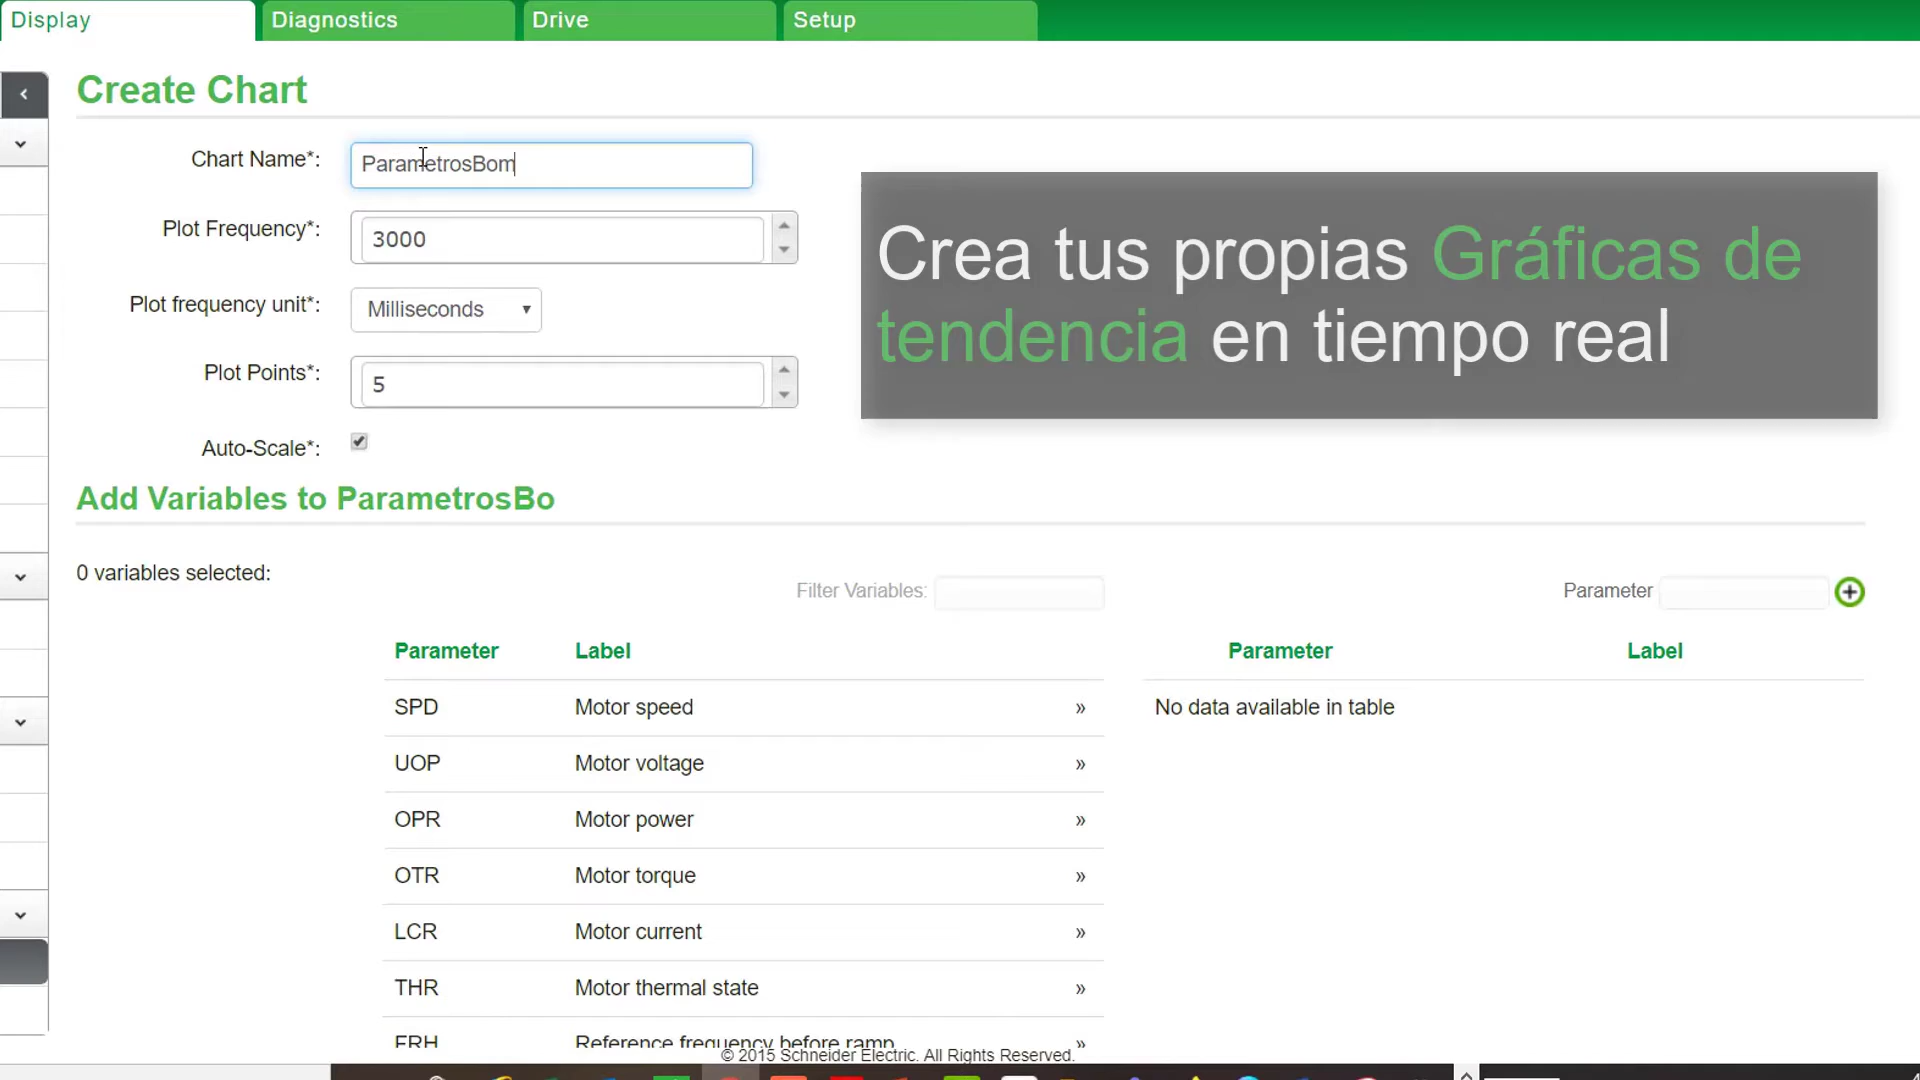 Display
Diagnostics
Drive
Setup
Create Chart
Chart Name*:
ParametrosBom
Plot Frequency*:
3000
Plot frequency unit*:
Milliseconds
Plot Points*:
5
Auto-Scale*:
Crea tus propias Gráficas de
tendencia en tiempo real
Add Variables to ParametrosBo
0 variables selected:
Filter Variables:
Parameter
Parameter Label
SPD Motor speed »
UOP Motor voltage »
OPR Motor power »
OTR Motor torque »
LCR Motor current »
THR Motor thermal state »
FRH Reference frequency before ramp »
Parameter Label
No data available in table
© 2015 Schneider Electric. All Rights Reserved.